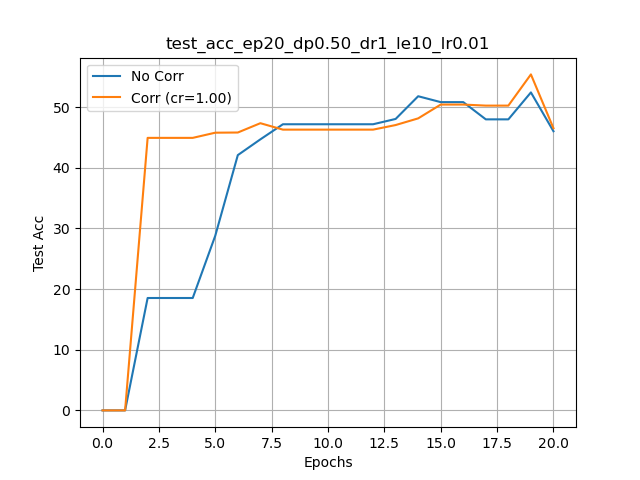 test_acc_ep20_dp0.50_dr1_le10_lr0.01
No Corr
Corr (cr=1.00)
Test Acc
50
40
30
20
10
0
0.0 2.5 5.0 7.5 10.0 12.5 15.0 17.5 20.0
Epochs